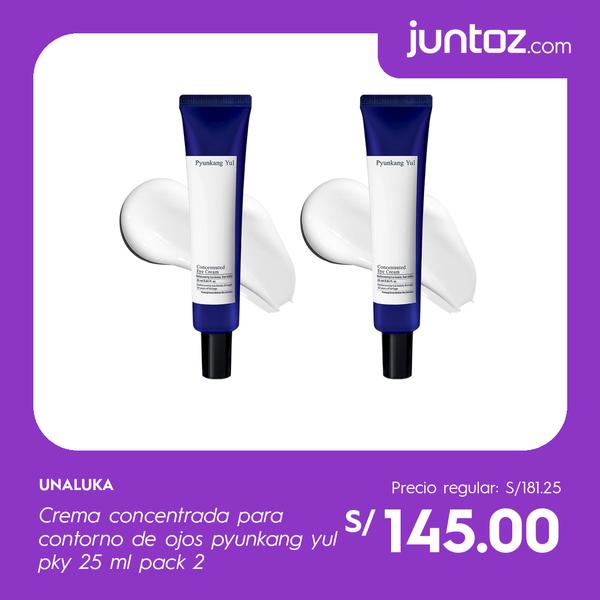 juntoz.com
Pyunkang Yul
Pyunkang Yul
Concentrated
Eye Cream
Concentrated
Eye Cream
UNALUKA
Crema concentrada para
contorno de ojos pyunkang yul
pky 25 ml pack 2
Precio regular: S/181.25
S/145.00